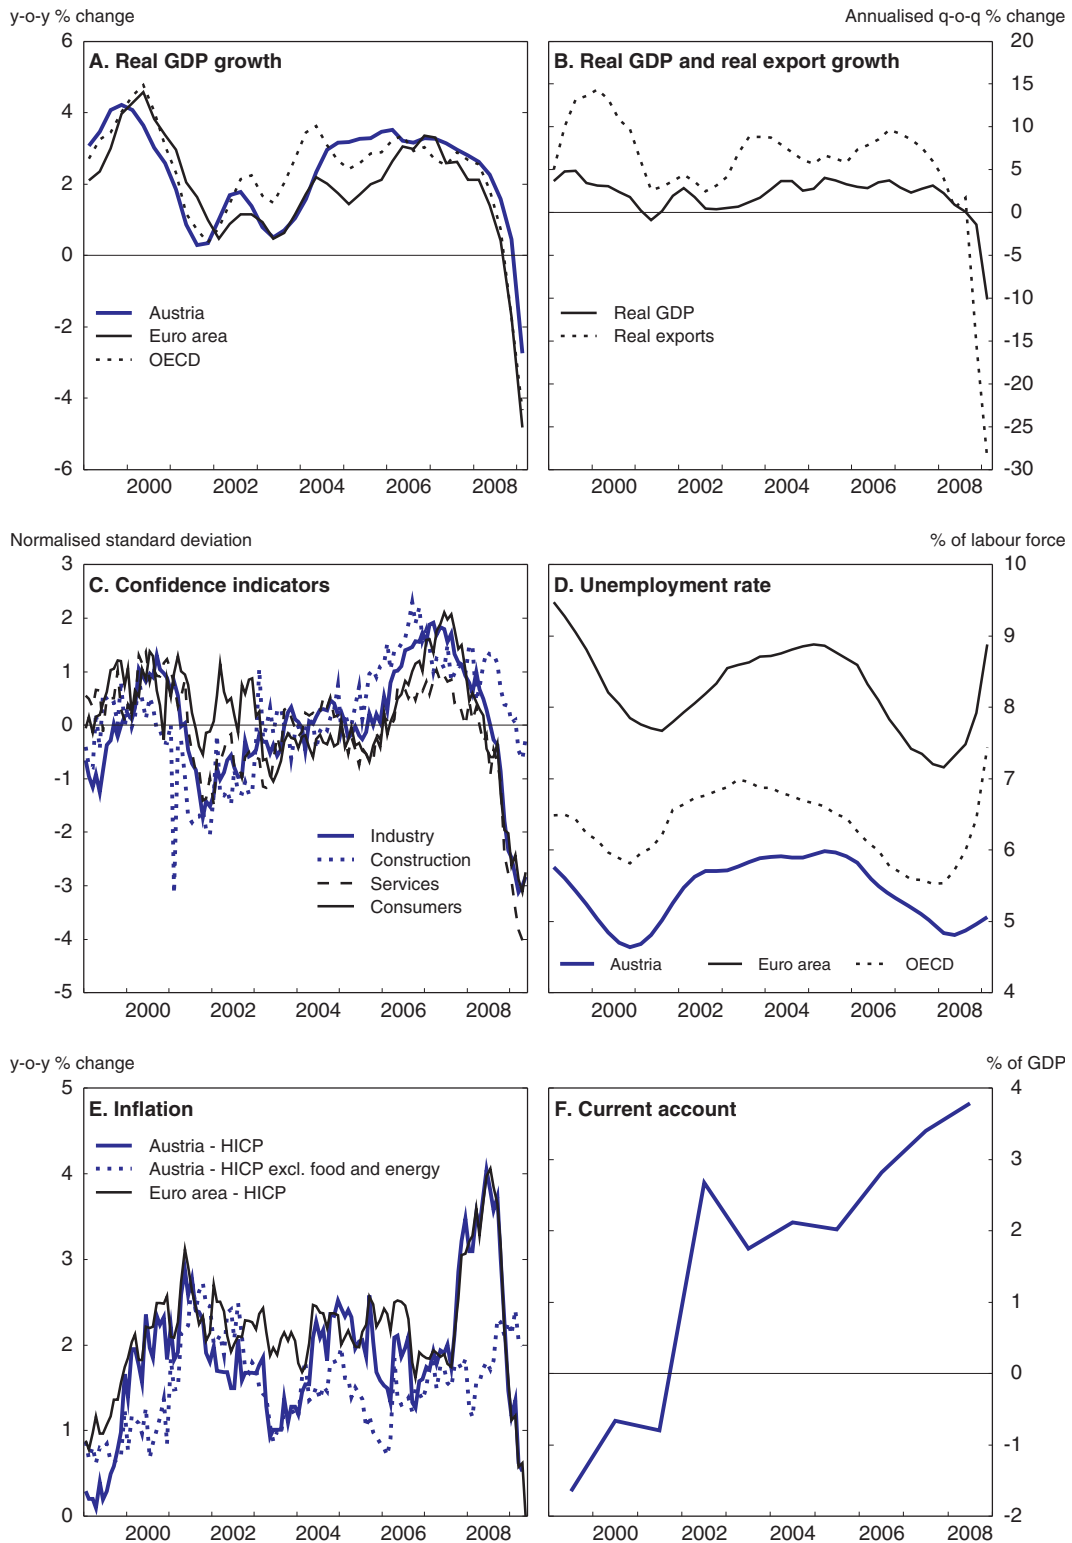 y-o-y % change
Annualised q-o-q % change
A. Real GDP growth
6
4
2
0
-2
-4
-6
Austria
Euro area
OECD
2000 2002 2004 2006 2008
B. Real GDP and real export growth
20
15
10
5
0
-5
-10
-15
-20
-25
-30
Real GDP
Real exports
2000 2002 2004 2006 2008
Normalised standard deviation
% of labour force
C. Confidence indicators
3
2
1
0
-1
-2
-3
-4
-5
Industry
Construction
Services
Consumers
2000 2002 2004 2006 2008
D. Unemployment rate
10
9
8
7
6
5
4
Austria Euro area OECD
2000 2002 2004 2006 2008
y-o-y % change
% of GDP
E. Inflation
5
4
3
2
1
0
Austria - HICP
Austria - HICP excl. food and energy
Euro area - HICP
2000 2002 2004 2006 2008
F. Current account
4
3
2
1
0
-1
-2
2000 2002 2004 2006 2008